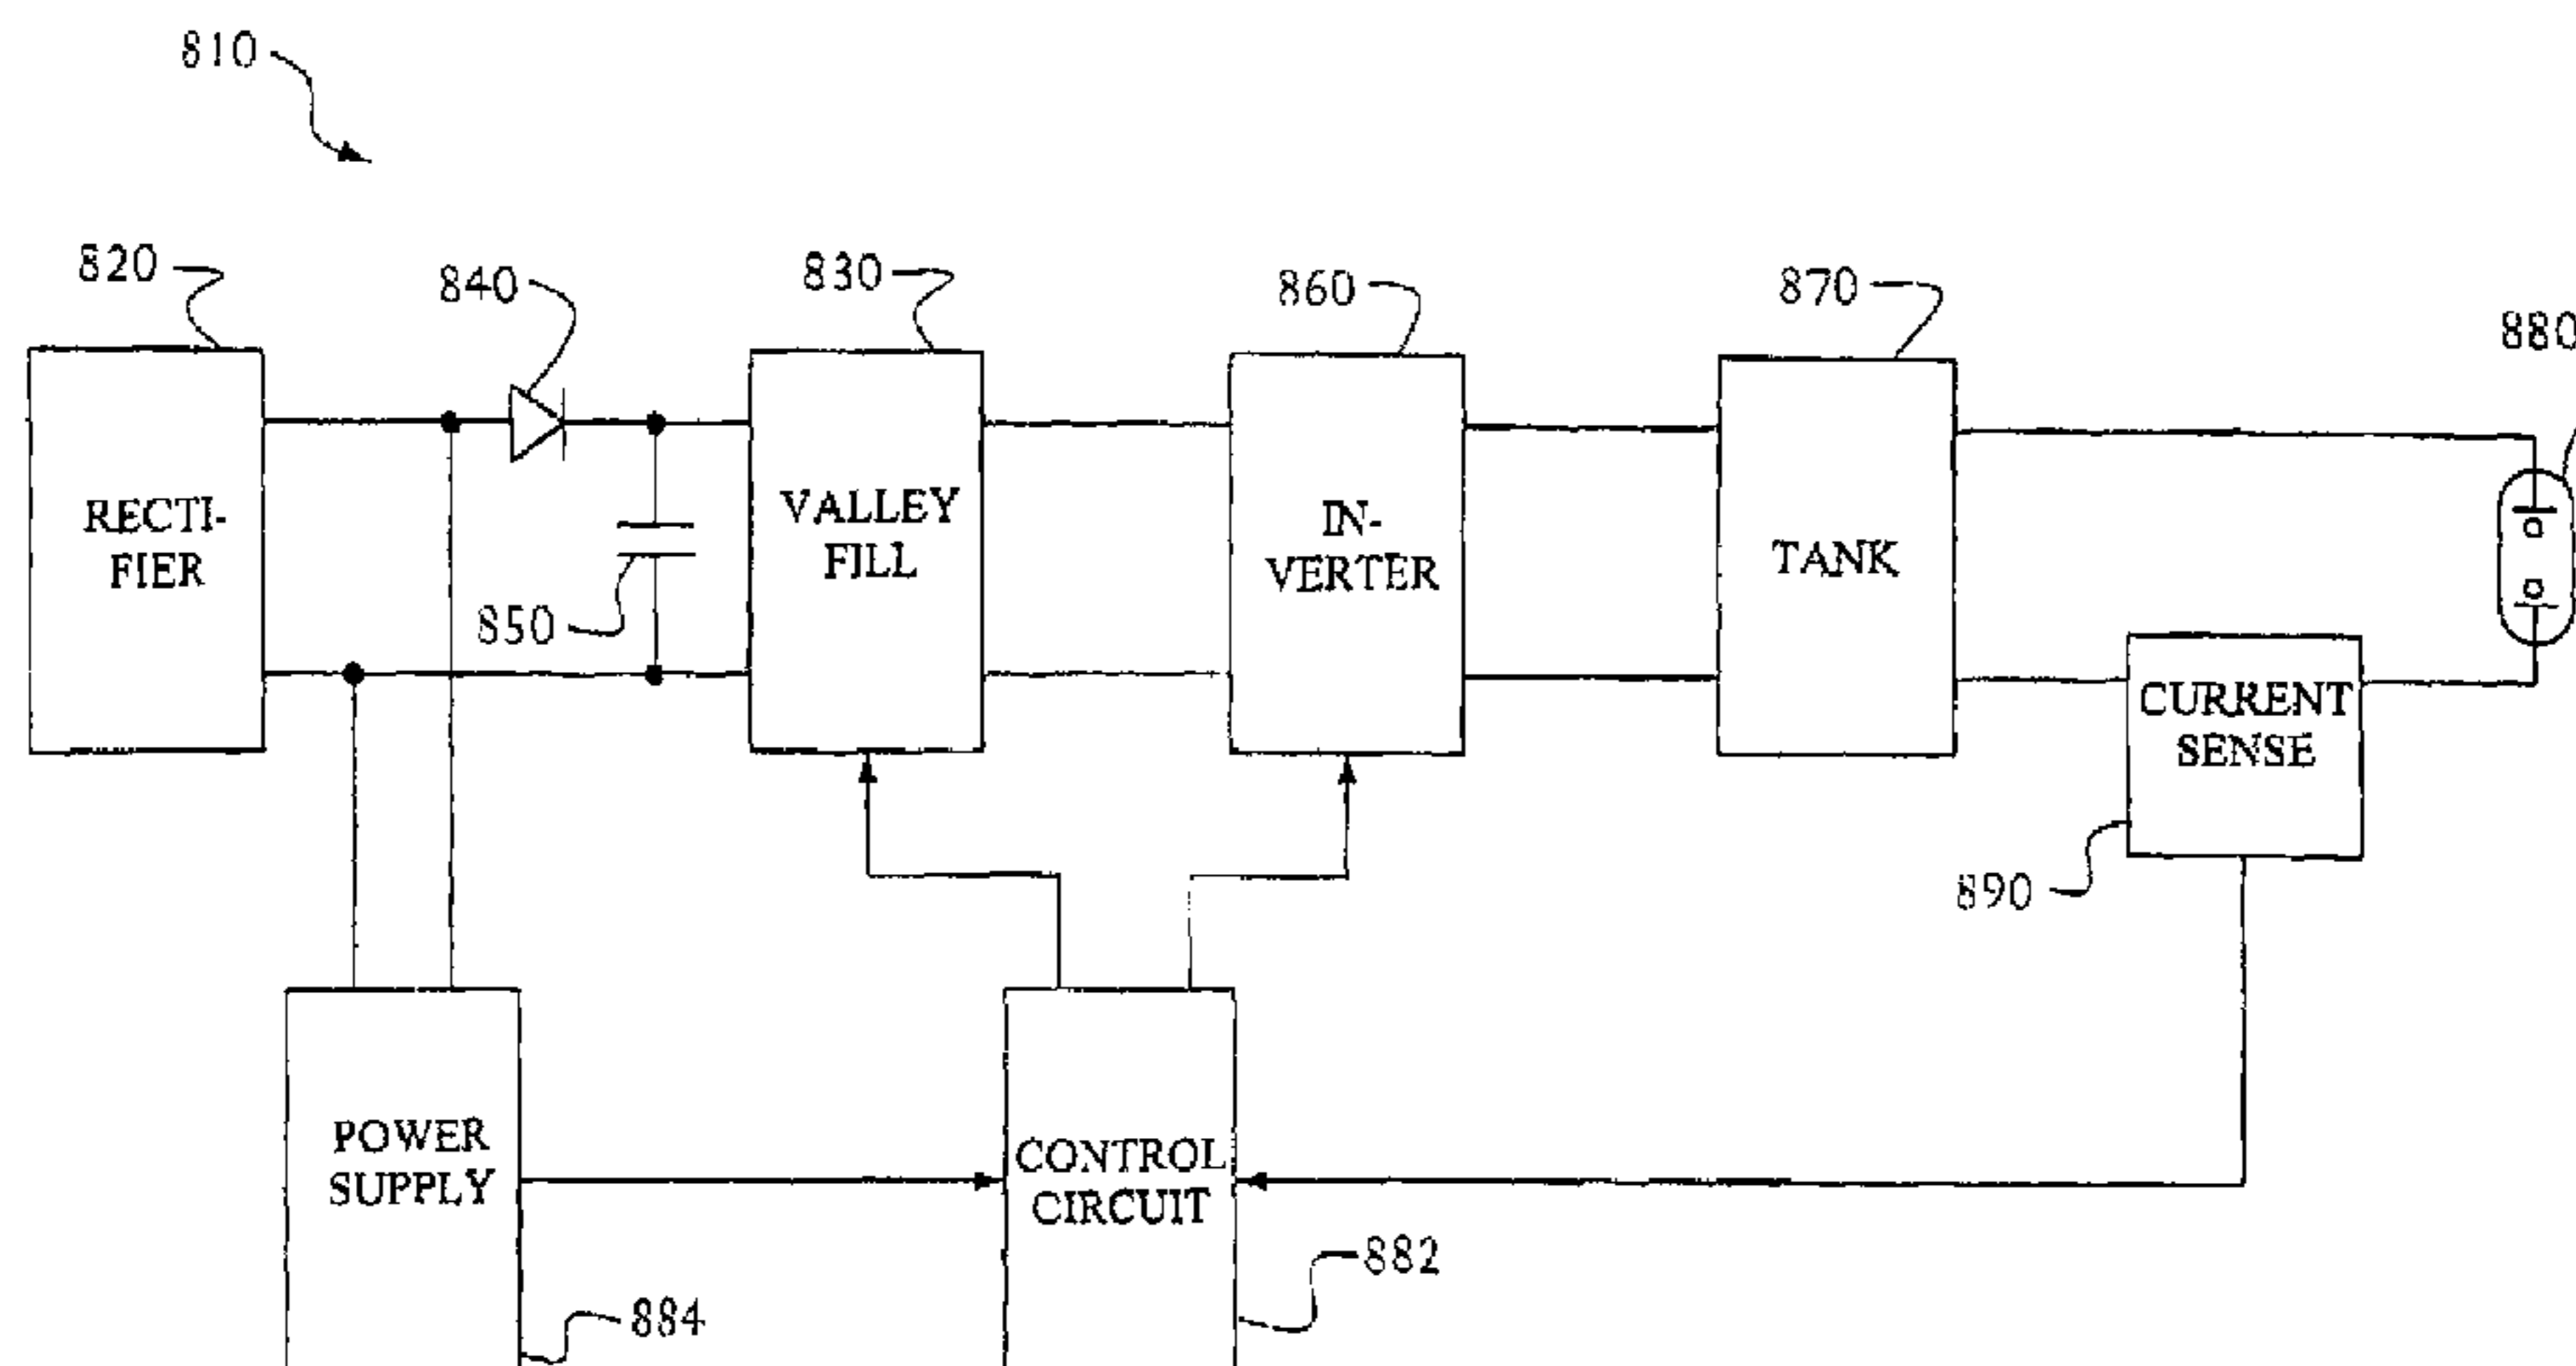 810
820
840
830
860
870
880
RECTI-
FIER
VALLEY
FILL
IN-
VERTER
TANK
850
CURRENT
SENSE
890
POWER
SUPPLY
CONTROL
CIRCUIT
882
884